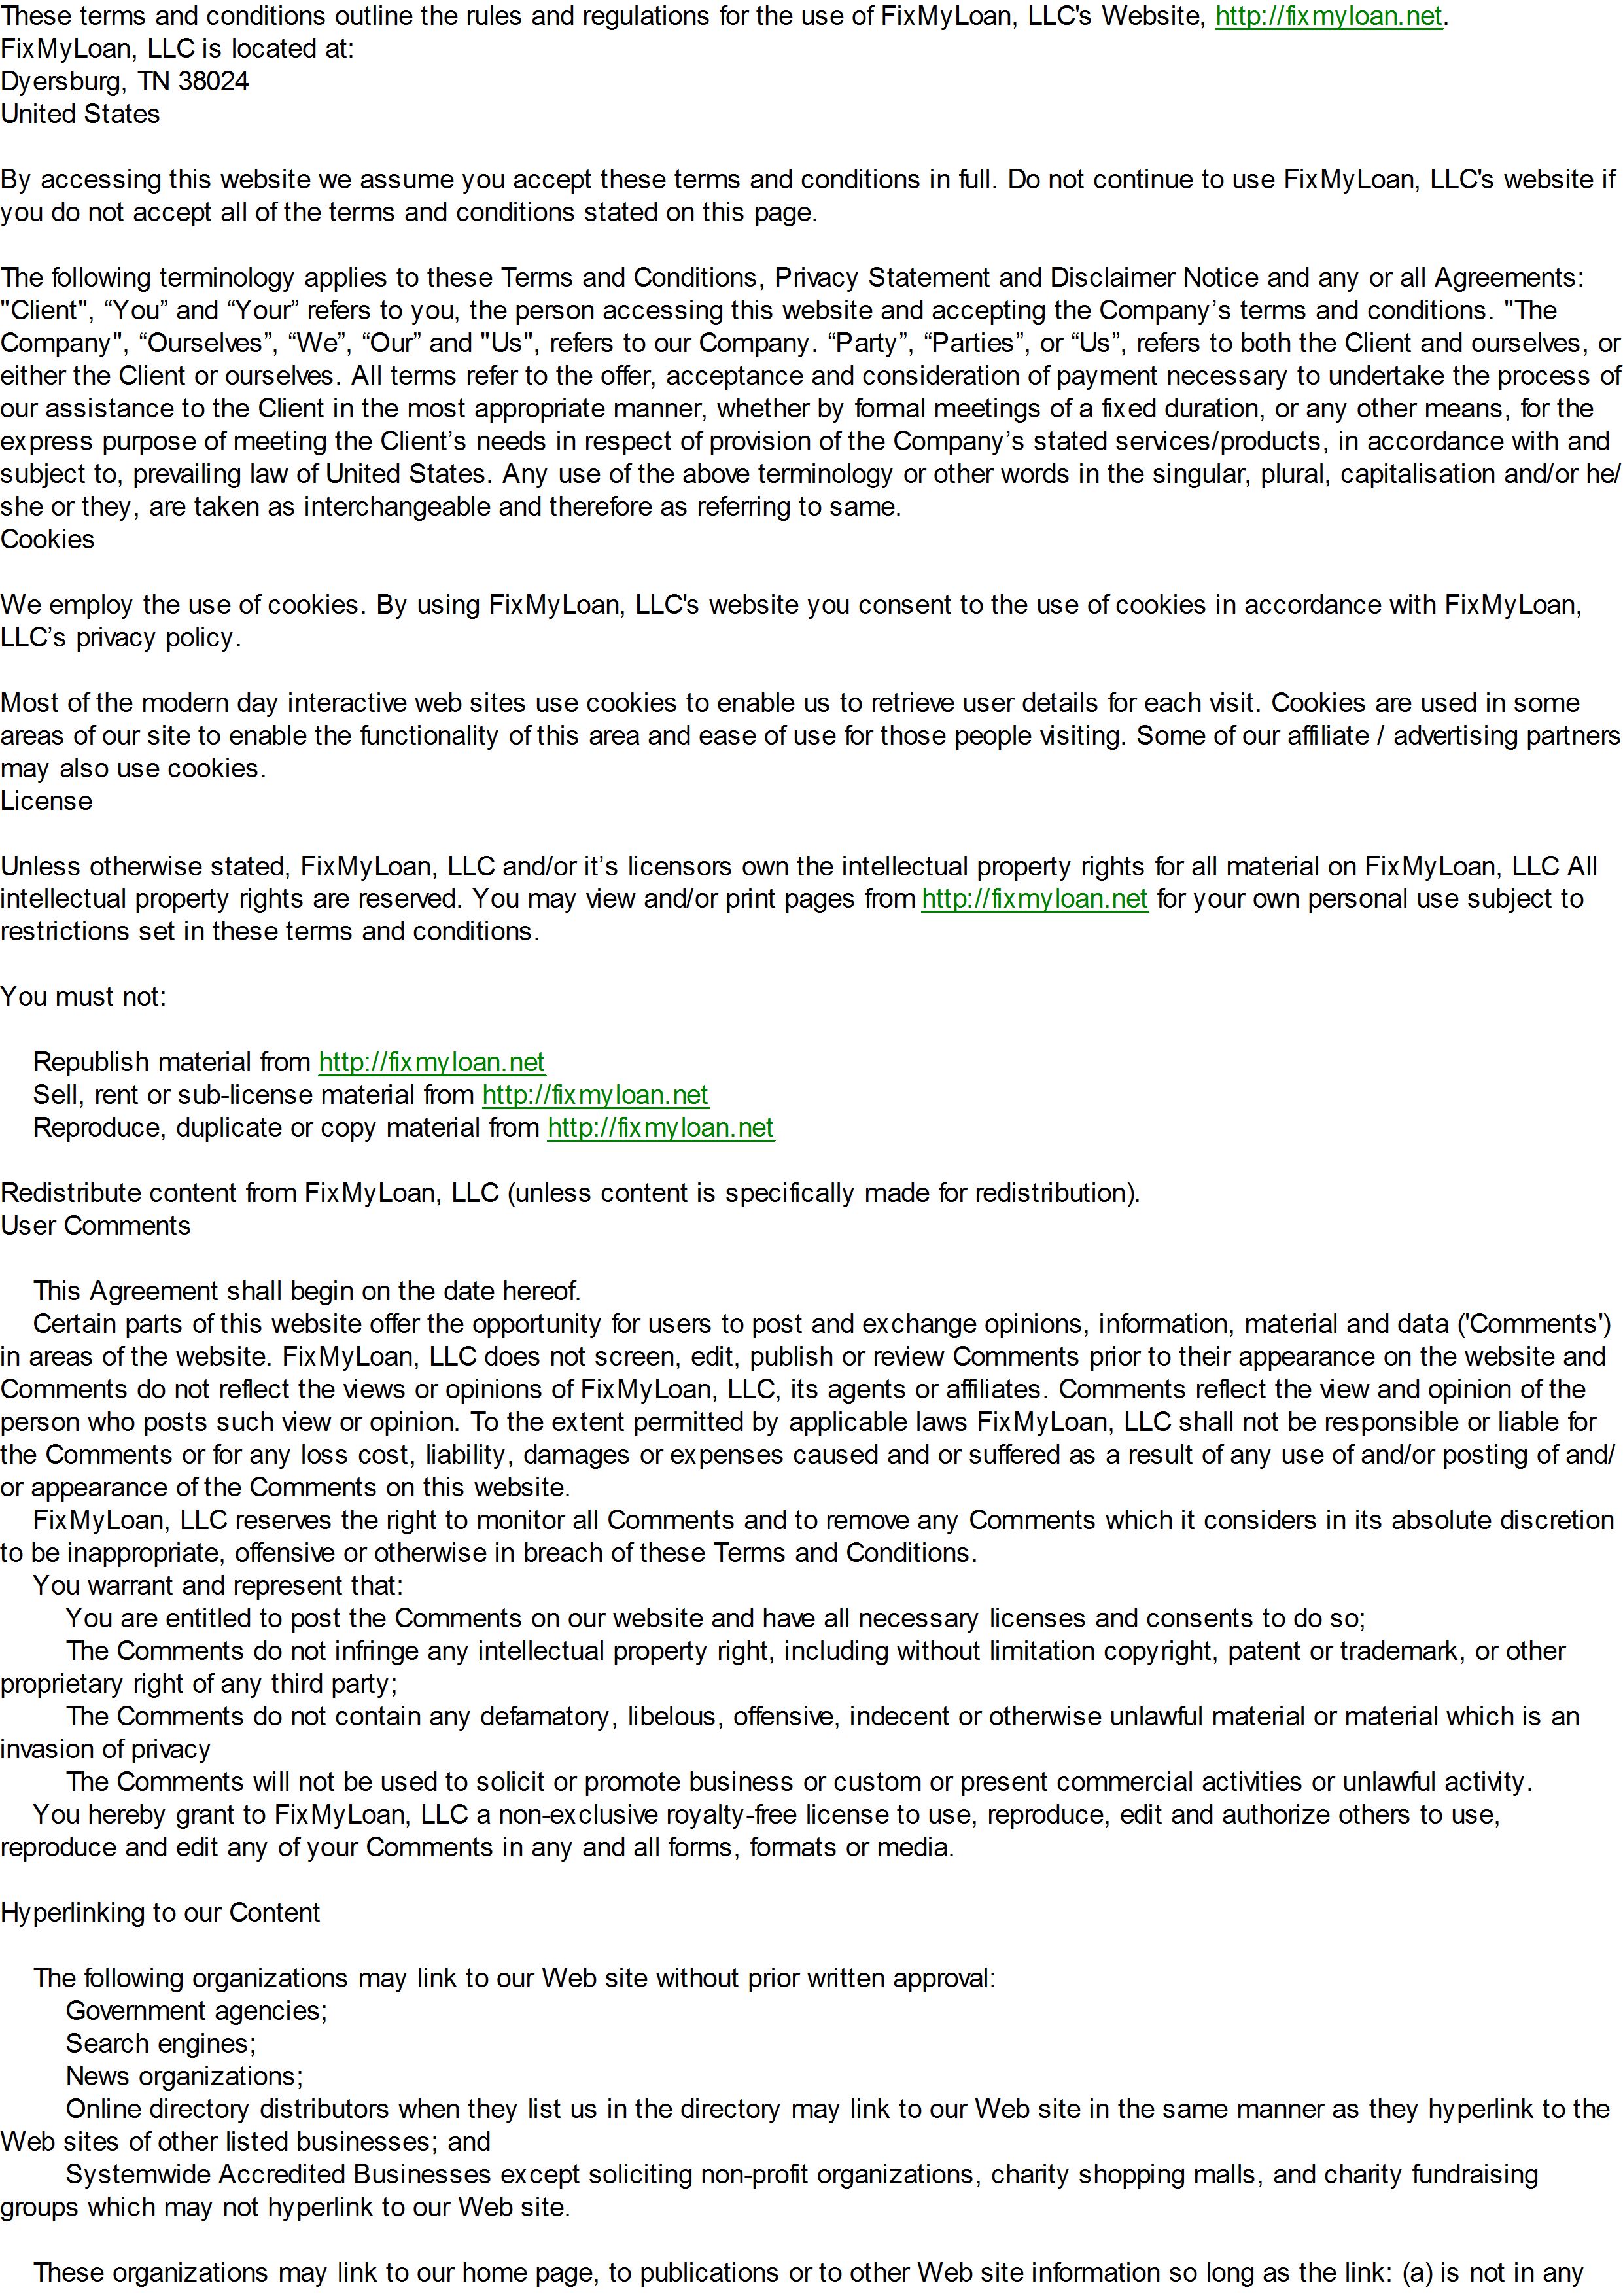 These terms and conditions outline the rules and regulations for the use of FixMyLoan, LLC's Website, http://fixmyloan.net.
FixMyLoan, LLC is located at:
Dyersburg, TN 38024
United States
By accessing this website we assume you accept these terms and conditions in full. Do not continue to use FixMyLoan, LLC's website if
you do not accept all of the terms and conditions stated on this page.
The following terminology applies to these Terms and Conditions, Privacy Statement and Disclaimer Notice and any or all Agreements:
"Client", “You” and “Your” refers to you, the person accessing this website and accepting the Company’s terms and conditions. "The
Company", “Ourselves”, “We”, “Our” and "Us", refers to our Company. “Party”, “Parties”, or “Us”, refers to both the Client and ourselves, or
either the Client or ourselves. All terms refer to the offer, acceptance and consideration of payment necessary to undertake the process of
our assistance to the Client in the most appropriate manner, whether by formal meetings of a fixed duration, or any other means, for the
express purpose of meeting the Client’s needs in respect of provision of the Company’s stated services/products, in accordance with and
subject to, prevailing law of United States. Any use of the above terminology or other words in the singular, plural, capitalisation and/or he/
she or they, are taken as interchangeable and therefore as referring to same.
Cookies
We employ the use of cookies. By using FixMyLoan, LLC's website you consent to the use of cookies in accordance with FixMyLoan,
LLC’s privacy policy.
Most of the modern day interactive web sites use cookies to enable us to retrieve user details for each visit. Cookies are used in some
areas of our site to enable the functionality of this area and ease of use for those people visiting. Some of our affiliate / advertising partners
may also use cookies.
License
Unless otherwise stated, FixMyLoan, LLC and/or it’s licensors own the intellectual property rights for all material on FixMyLoan, LLC All
intellectual property rights are reserved. You may view and/or print pages from http://fixmyloan.net for your own personal use subject to
restrictions set in these terms and conditions.
You must not:
Republish material from http://fixmyloan.net
Sell, rent or sub-license material from http://fixmyloan.net
Reproduce, duplicate or copy material from http://fixmyloan.net
Redistribute content from FixMyLoan, LLC (unless content is specifically made for redistribution).
User Comments
This Agreement shall begin on the date hereof.
Certain parts of this website offer the opportunity for users to post and exchange opinions, information, material and data ('Comments')
in areas of the website. FixMyLoan, LLC does not screen, edit, publish or review Comments prior to their appearance on the website and
Comments do not reflect the views or opinions of FixMyLoan, LLC, its agents or affiliates. Comments reflect the view and opinion of the
person who posts such view or opinion. To the extent permitted by applicable laws FixMyLoan, LLC shall not be responsible or liable for
the Comments or for any loss cost, liability, damages or expenses caused and or suffered as a result of any use of and/or posting of and/
or appearance of the Comments on this website.
FixMyLoan, LLC reserves the right to monitor all Comments and to remove any Comments which it considers in its absolute discretion
to be inappropriate, offensive or otherwise in breach of these Terms and Conditions.
You warrant and represent that:
You are entitled to post the Comments on our website and have all necessary licenses and consents to do so;
The Comments do not infringe any intellectual property right, including without limitation copyright, patent or trademark, or other
proprietary right of any third party;
The Comments do not contain any defamatory, libelous, offensive, indecent or otherwise unlawful material or material which is an
invasion of privacy
The Comments will not be used to solicit or promote business or custom or present commercial activities or unlawful activity.
You hereby grant to FixMyLoan, LLC a non-exclusive royalty-free license to use, reproduce, edit and authorize others to use,
reproduce and edit any of your Comments in any and all forms, formats or media.
Hyperlinking to our Content
The following organizations may link to our Web site without prior written approval:
Government agencies;
Search engines;
News organizations;
Online directory distributors when they list us in the directory may link to our Web site in the same manner as they hyperlink to the
Web sites of other listed businesses; and
Systemwide Accredited Businesses except soliciting non-profit organizations, charity shopping malls, and charity fundraising
groups which may not hyperlink to our Web site.
These organizations may link to our home page, to publications or to other Web site information so long as the link: (a) is not in any